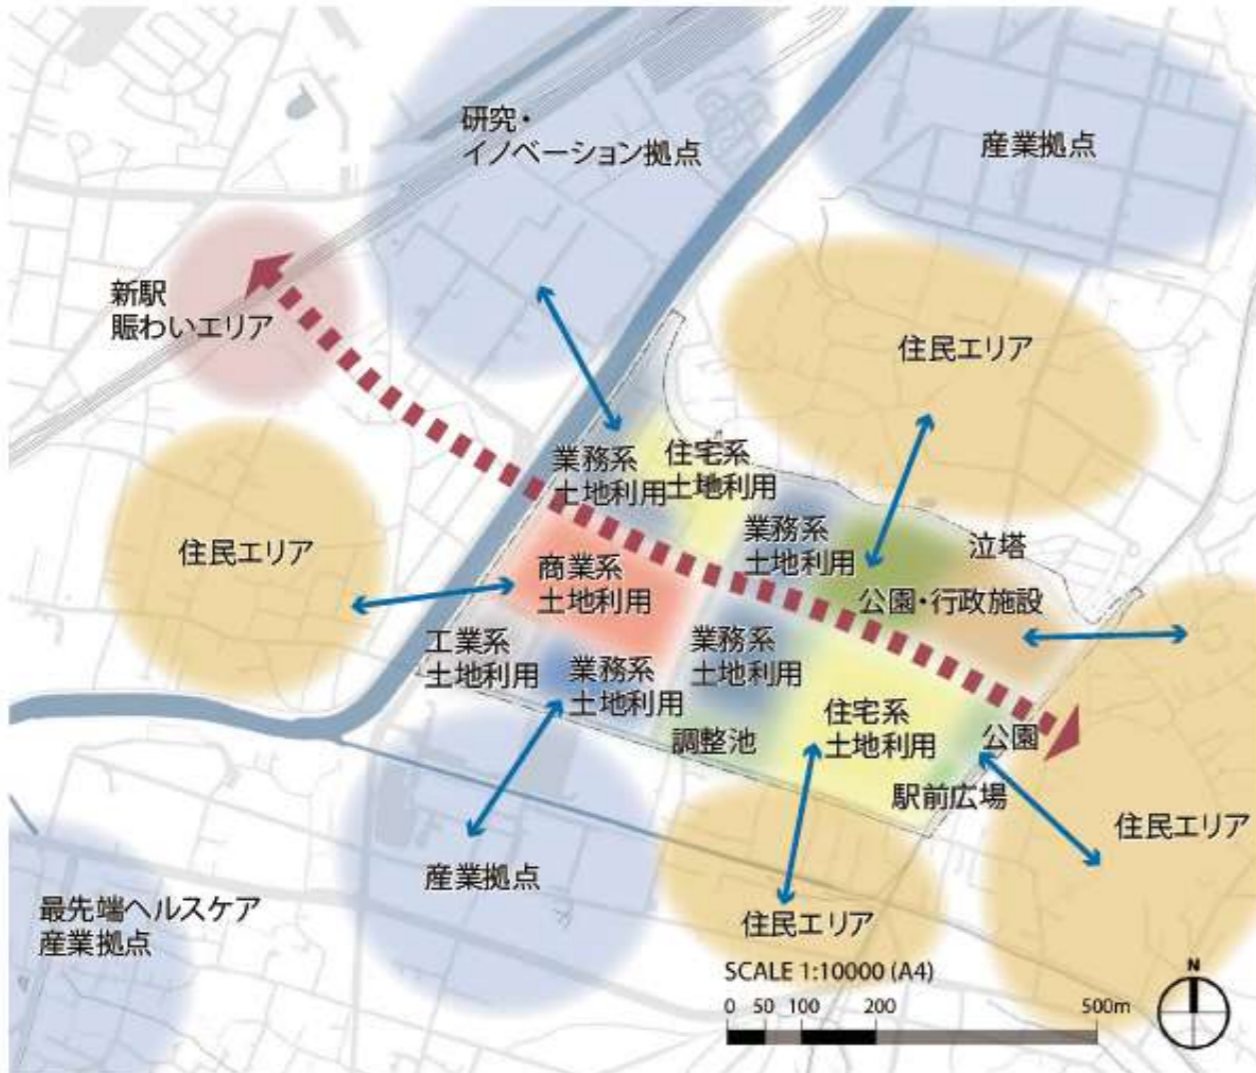 研究・
イノベーション拠点
産業拠点
新駅
賑わいエリア
住民エリア
業務系
土地利用
住宅系
土地利用
業務系
土地利用
泣塔
住民エリア
商業系
土地利用
公園・行政施設
工業系
土地利用
業務系
土地利用
業務系
土地利用
調整池
住宅系
土地利用
公園
駅前広場
住民エリア
産業拠点
最先端ヘルスケア
産業拠点
住民エリア
SCALE 1:10000 (A4)
0 50 100 200 500m
N